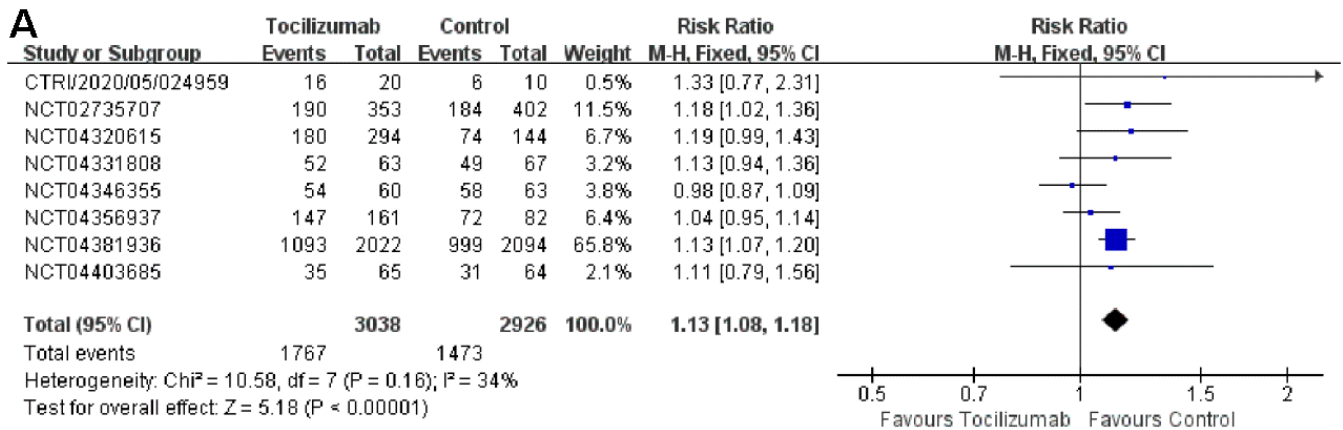 A
Tocilizumab Control Risk Ratio Risk Ratio
Study or Subgroup Events Total Events Total Weight M-H, Fixed, 95% CI M-H, Fixed, 95% CI
CTRI/2020/05/024959 16 20 6 10 0.5% 1.33 [0.77, 2.31]
NCT02735707 190 353 184 402 11.5% 1.18 [1.02, 1.36]
NCT04320615 180 294 74 144 6.7% 1.19 [0.99, 1.43]
NCT04331808 52 63 49 67 3.2% 1.13 [0.94, 1.36]
NCT04346355 54 60 58 63 3.8% 0.98 [0.87, 1.09]
NCT04356937 147 161 72 82 6.4% 1.04 [0.95, 1.14]
NCT04381936 1093 2022 999 2094 65.8% 1.13 [1.07, 1.20]
NCT04403685 35 65 31 64 2.1% 1.11 [0.79, 1.56]
Total (95% CI) 3038 2926 100.0% 1.13 [1.08, 1.18]
Total events 1767 1473
Heterogeneity: Chi² = 10.58, df = 7 (P = 0.16); I² = 34%
Test for overall effect: Z = 5.18 (P < 0.00001)
0.5 0.7 1 1.5 2
Favours Tocilizumab Favours Control